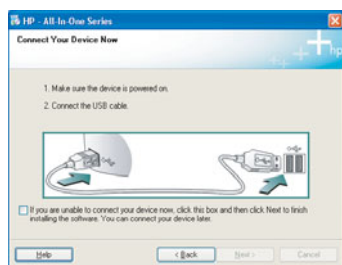 HP - All-In-One Series
Connect Your Device Now
hp
1. Make sure the device is powered on.
2. Connect the USB cable.
If you are unable to connect your device now, click this box and then click Next to finish
installing the software. You can connect your device later.
Help
< Back
Next >
Cancel